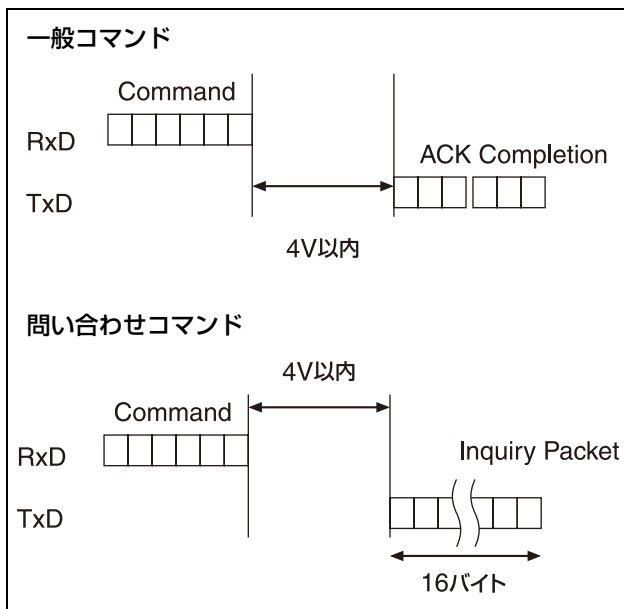 一般コマンド
Command
RxD
ACK Completion
TxD
4V以内
問い合わせコマンド
4V以内
Command
RxD
Inquiry Packet
TxD
16バイト